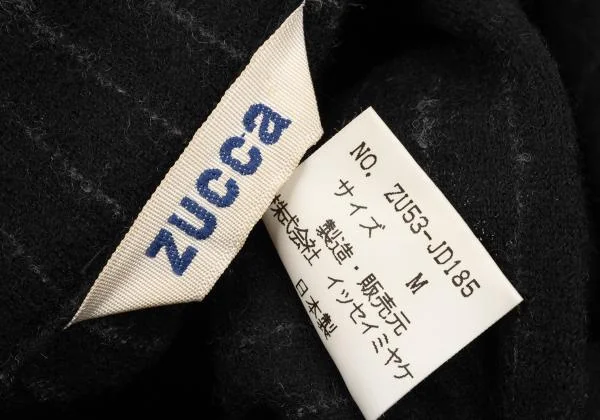 zucca
NO. ZU53-JD185
サイズ M
製造・販売元
株式会社 イッセイミヤケ
日本製